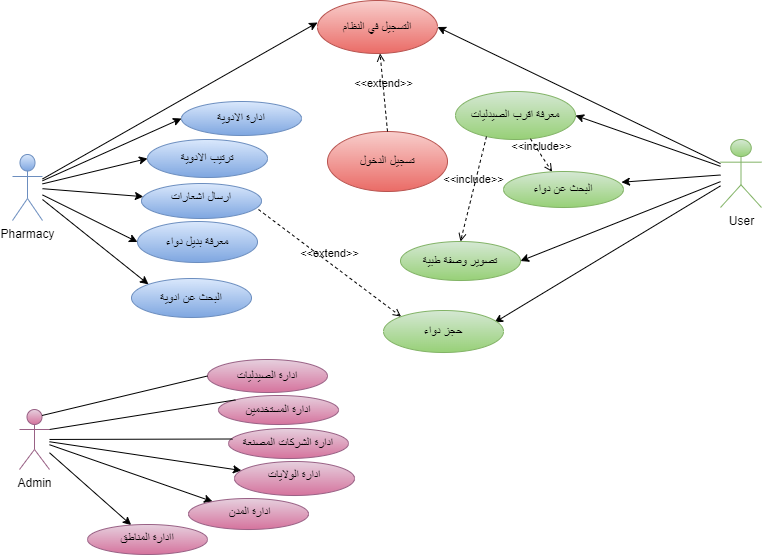 التسجيل في النظام
<<extend>>
ادارة الادوية
معرفة اقرب الصيدليات
ترتيب الادوية
تسجيل الدخول
<<include>>
<<include>>
البحث عن دواء
ارسال اشعارات
Pharmacy
User
معرفة بديل دواء
<<extend>>
تصوير وصفة طبية
البحث عن ادوية
حجز دواء
ادارة الصيدليات
ادارة المستخدمين
ادارة الشركات المصنعة
ادارة الولايات
Admin
ادارة المدن
اادارة المناطق